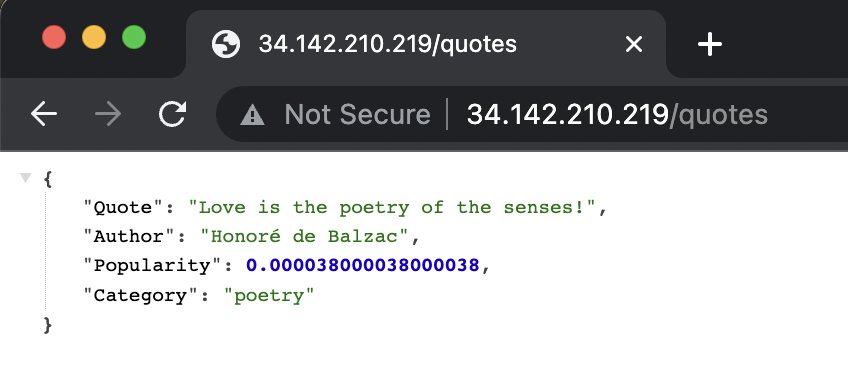 34.142.210.219/quotes
Not Secure 34.142.210.219/quotes
{
"Quote": "Love is the poetry of the senses!",
"Author": "Honoré de Balzac",
"Popularity": 0.000038000038000038,
"Category": "poetry"
}